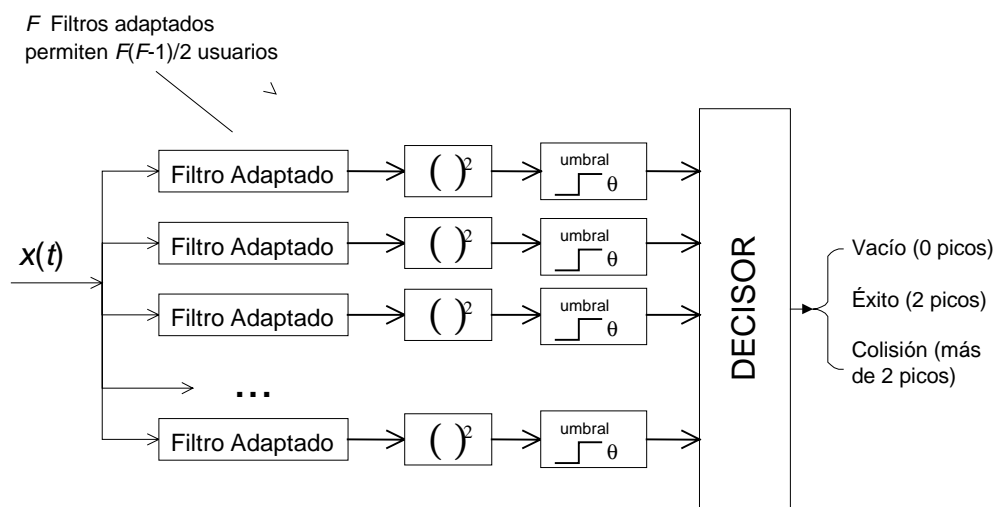 F Filtros adaptados
permiten F(F-1)/2 usuarios
x(t)
Filtro Adaptado
( )²
umbral
θ
Filtro Adaptado
( )²
umbral
θ
Filtro Adaptado
( )²
umbral
θ
...
Filtro Adaptado
( )²
umbral
θ
DECISOR
Vacío (0 picos)
Éxito (2 picos)
Colisión (más
de 2 picos)